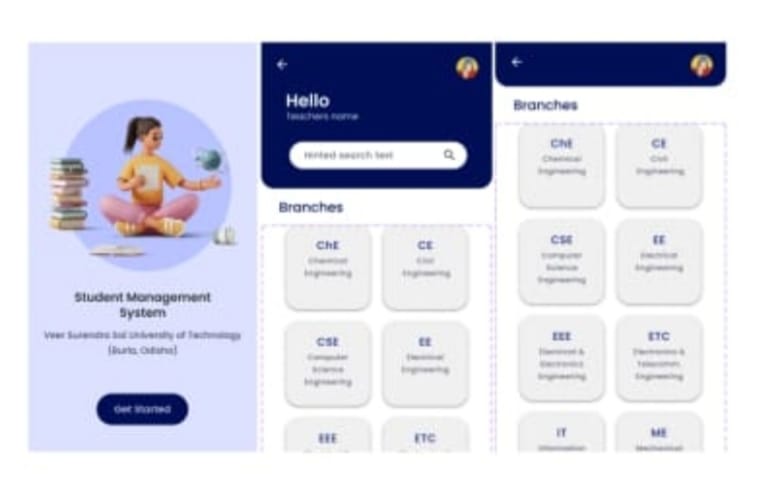 Student Management
System
Veer Surendra Sai University of Technology
(Burla, Odisha)
Get Started
Hello
Teachers name
Hinted search text
Branches
ChE
Chemical
Engineering
CE
Civil
Engineering
CSE
Computer
Science
Engineering
EE
Electrical
Engineering
EEE
ETC
Branches
ChE
Chemical
Engineering
CE
Civil
Engineering
CSE
Computer
Science
Engineering
EE
Electrical
Engineering
EEE
Electrical &
Electronics
Engineering
ETC
Electronics &
Telecomm.
Engineering
IT
Information
ME
Mechanical